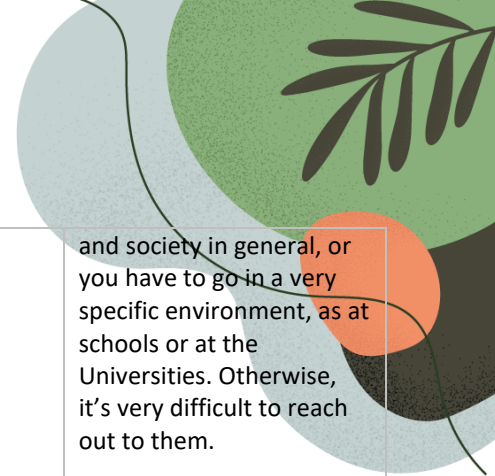 and society in general, or
you have to go in a very
specific environment, as at
schools or at the
Universities. Otherwise,
it’s very difficult to reach
out to them.